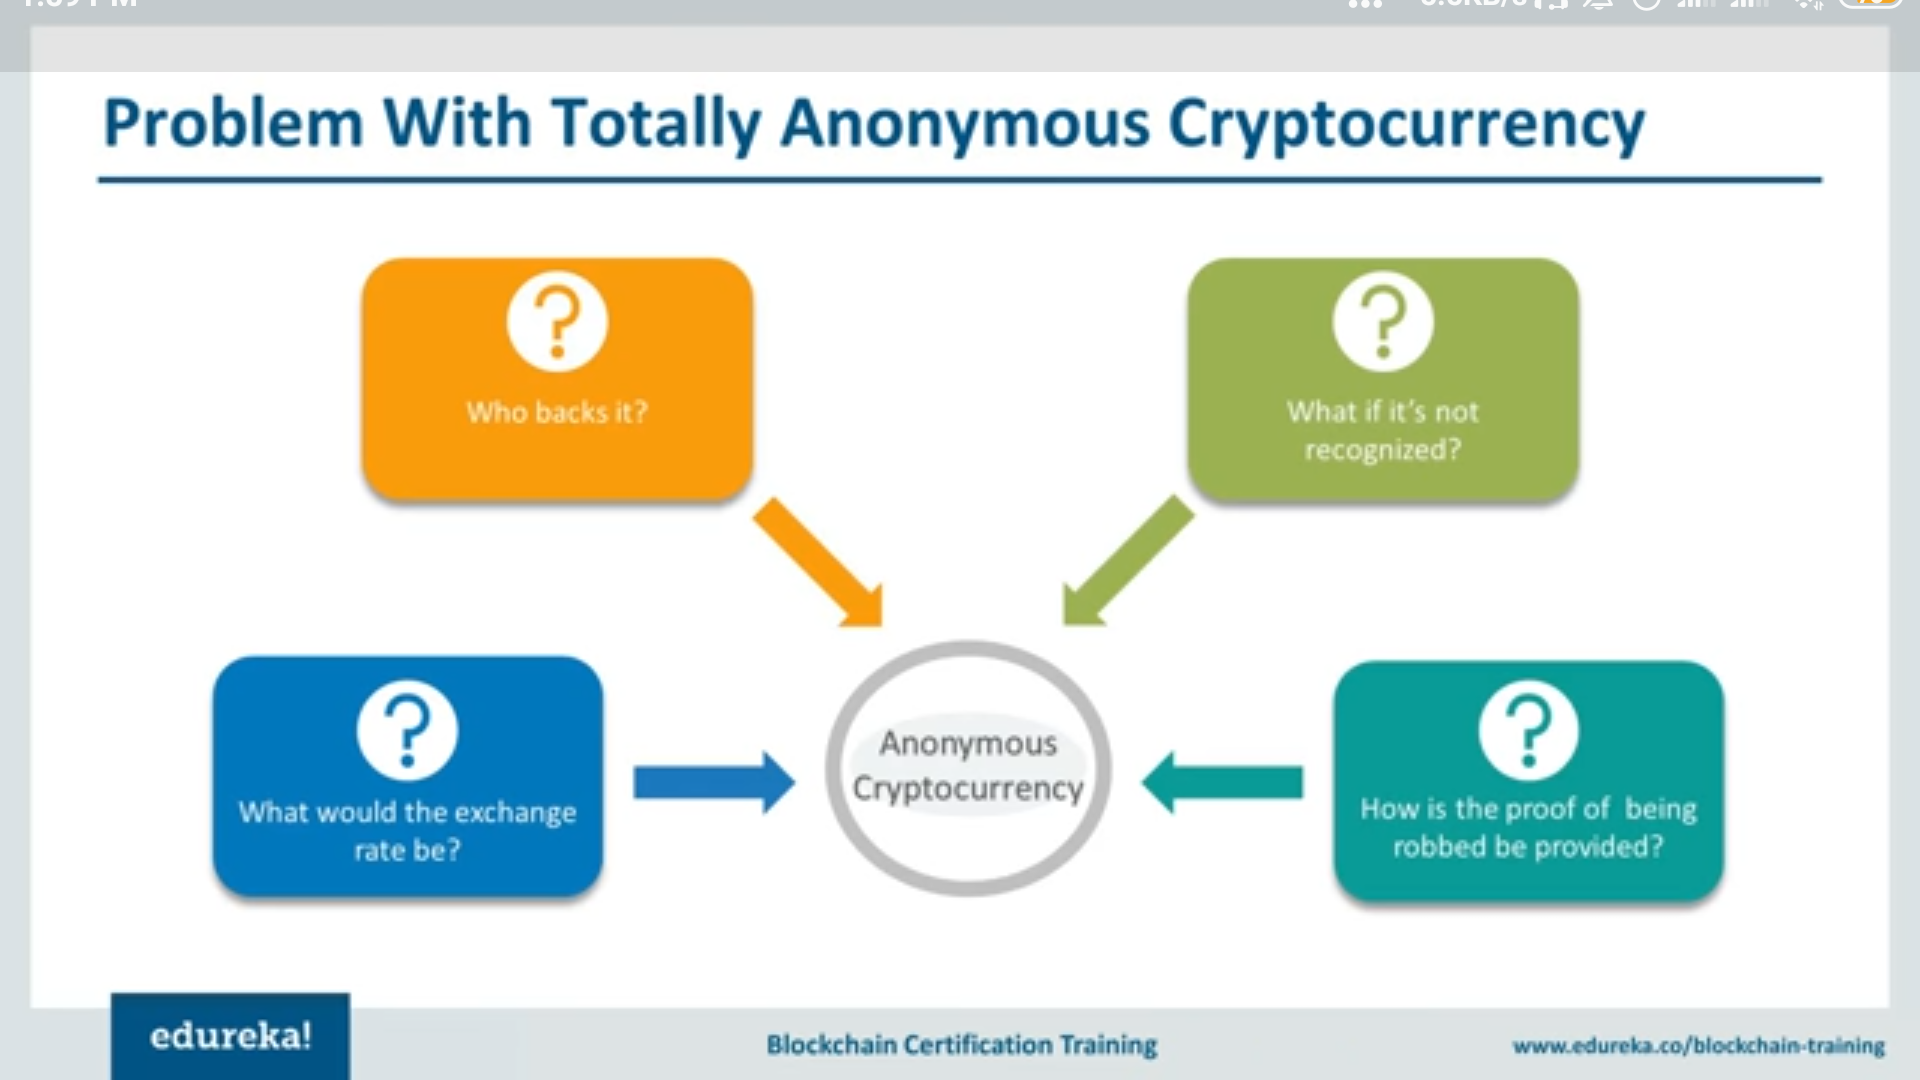 Problem With Totally Anonymous Cryptocurrency
Who backs it?
What if it's not
recognized?
What would the exchange
rate be?
Anonymous
Cryptocurrency
How is the proof of being
robbed be provided?
edureka!
Blockchain Certification Training
www.edureka.co/blockchain-training